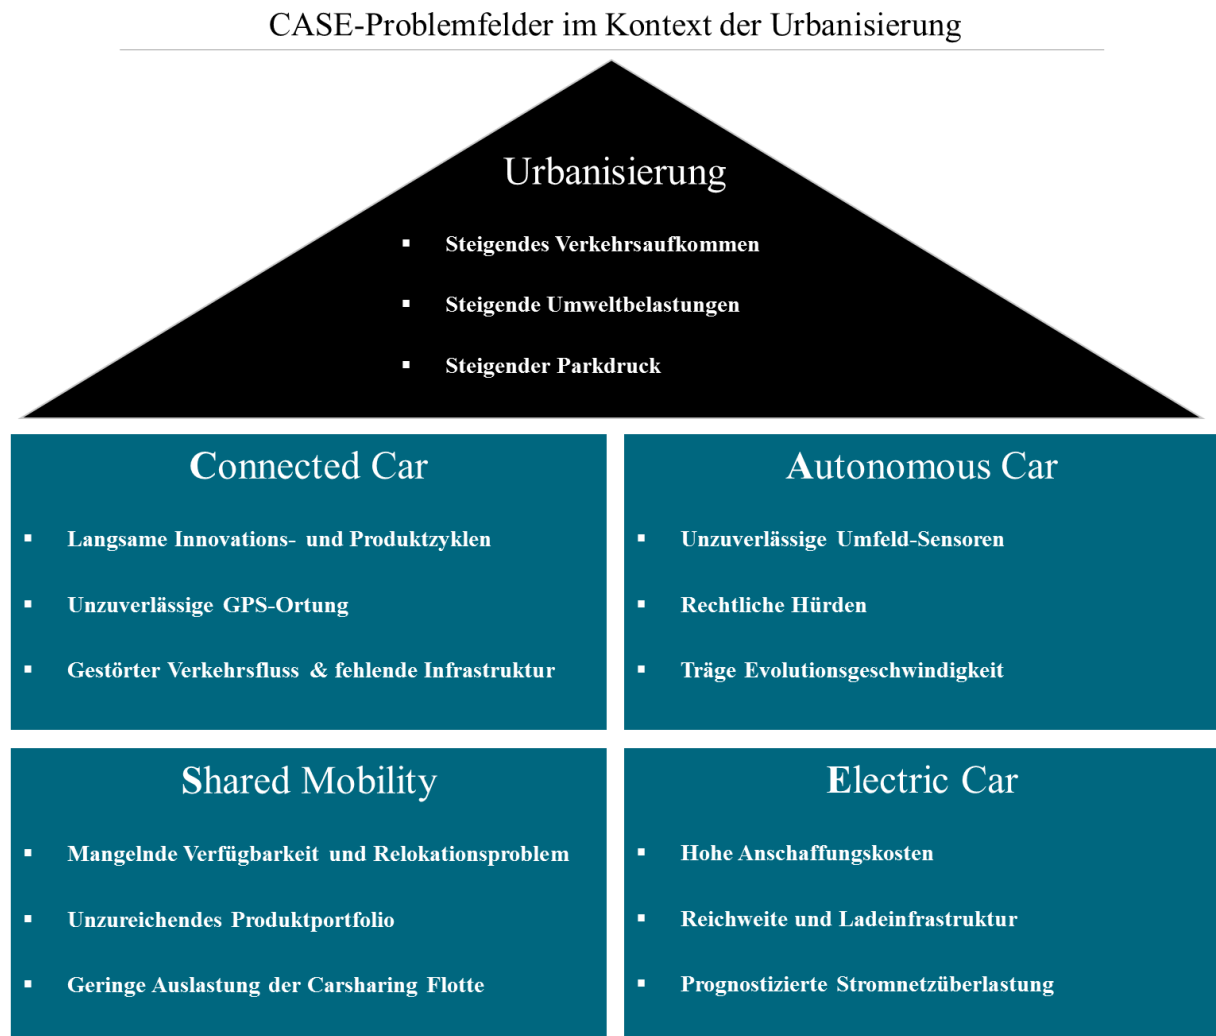 CASE-Problemfelder im Kontext der Urbanisierung
Urbanisierung
▪ Steigendes Verkehrsaufkommen
▪ Steigende Umweltbelastungen
▪ Steigender Parkdruck
Connected Car
▪ Langsame Innovations- und Produktzyklen
▪ Unzuverlässige GPS-Ortung
▪ Gestörter Verkehrsfluss & fehlende Infrastruktur
Autonomous Car
▪ Unzuverlässige Umfeld-Sensoren
▪ Rechtliche Hürden
▪ Träge Evolutionsgeschwindigkeit
Shared Mobility
▪ Mangelnde Verfügbarkeit und Relokationsproblem
▪ Unzureichendes Produktportfolio
▪ Geringe Auslastung der Carsharing Flotte
Electric Car
▪ Hohe Anschaffungskosten
▪ Reichweite und Ladeinfrastruktur
▪ Prognostizierte Stromnetzüberlastung